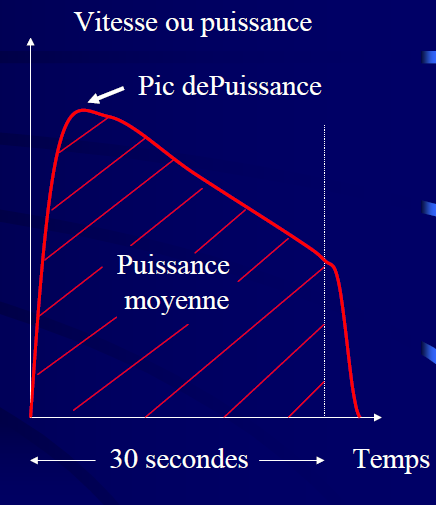 Vitesse ou puissance
Pic dePuissance
Puissance
moyenne
30 secondes
Temps